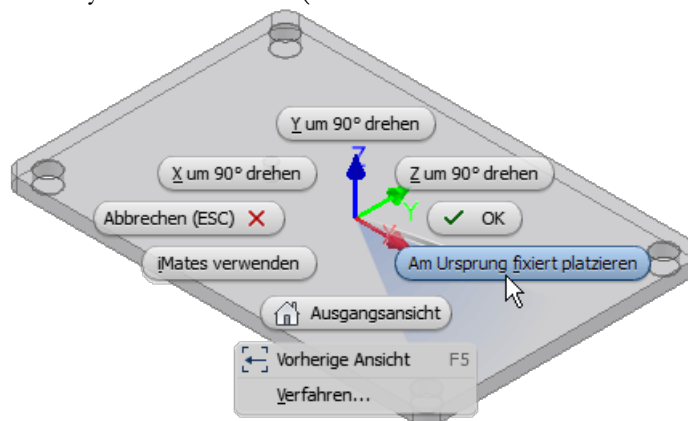 Y um 90° drehen
Z
X um 90° drehen
Z um 90° drehen
Y
Abbrechen (ESC)
OK
X
iMates verwenden
Am Ursprung fixiert platzieren
Ausgangsansicht
Vorherige Ansicht F5
Verfahren...